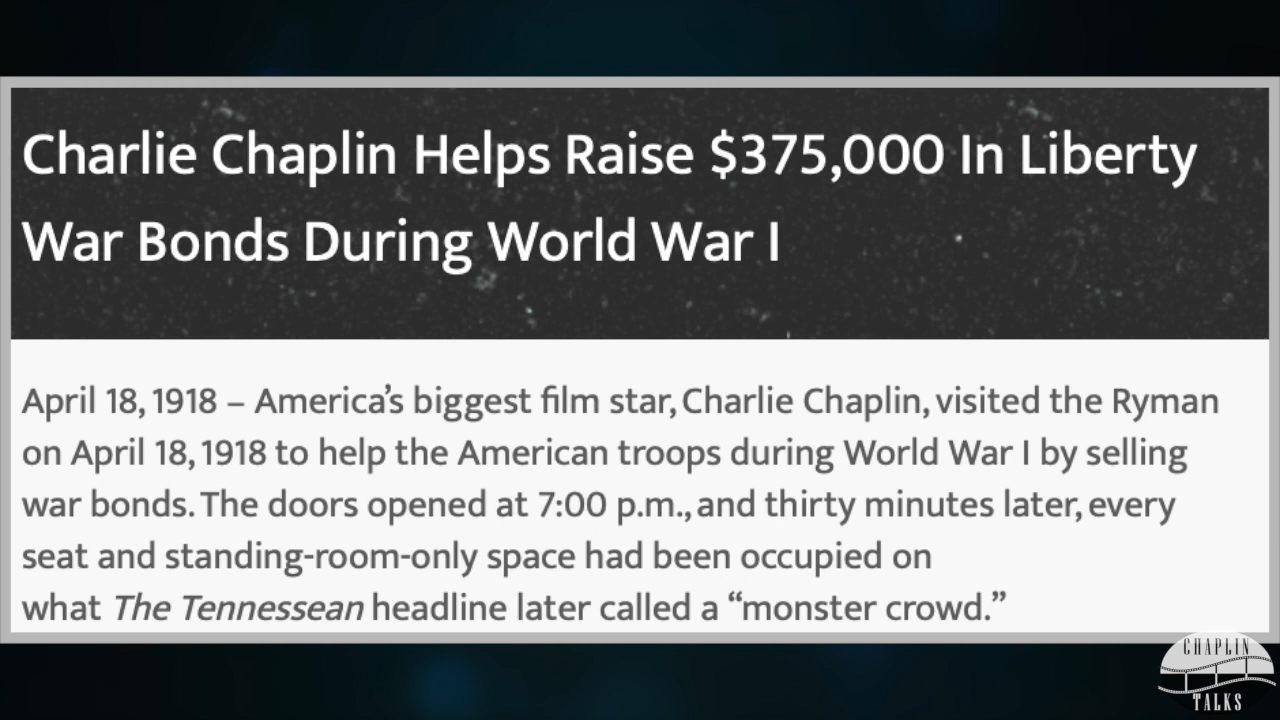 Charlie Chaplin Helps Raise $375,000 In Liberty
War Bonds During World War I
April 18, 1918 – America’s biggest film star, Charlie Chaplin, visited the Ryman
on April 18, 1918 to help the American troops during World War I by selling
war bonds. The doors opened at 7:00 p.m., and thirty minutes later, every
seat and standing-room-only space had been occupied on
what The Tennessean headline later called a “monster crowd.”
CHAPLIN
TALKS